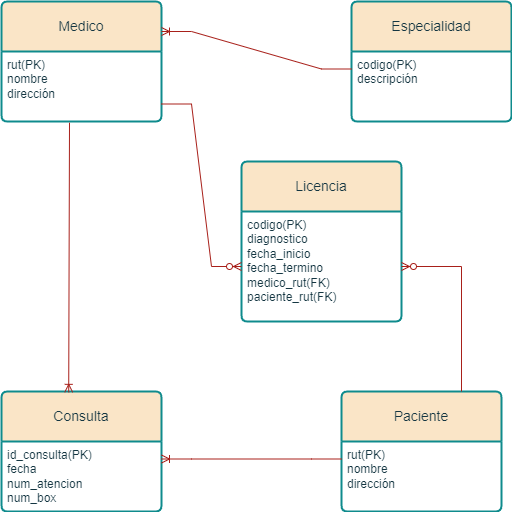 Medico
rut(PK)
nombre
dirección
Especialidad
codigo(PK)
descripción
Licencia
codigo(PK)
diagnostico
fecha_inicio
fecha_termino
medico_rut(FK)
paciente_rut(FK)
Consulta
id_consulta(PK)
fecha
num_atencion
num_box
Paciente
rut(PK)
nombre
dirección